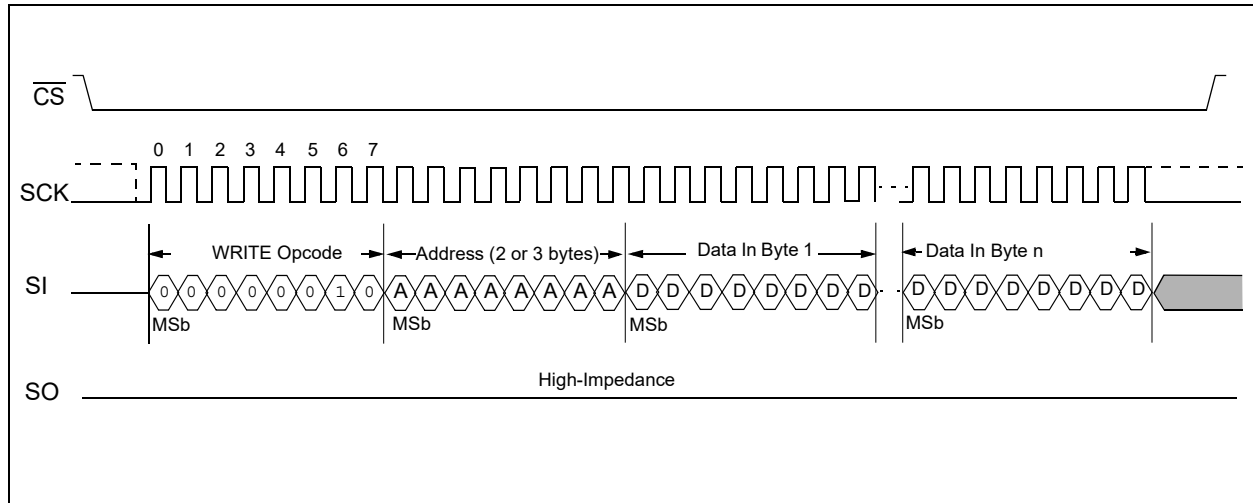 CS
0 1 2 3 4 5 6 7
SCK
WRITE Opcode Address (2 or 3 bytes) Data In Byte 1 Data In Byte n
SI 0 0 0 0 0 0 1 0 A A A A A A A A D D D D D D D D D D D D D D D D
MSb MSb MSb MSb
High-Impedance
SO